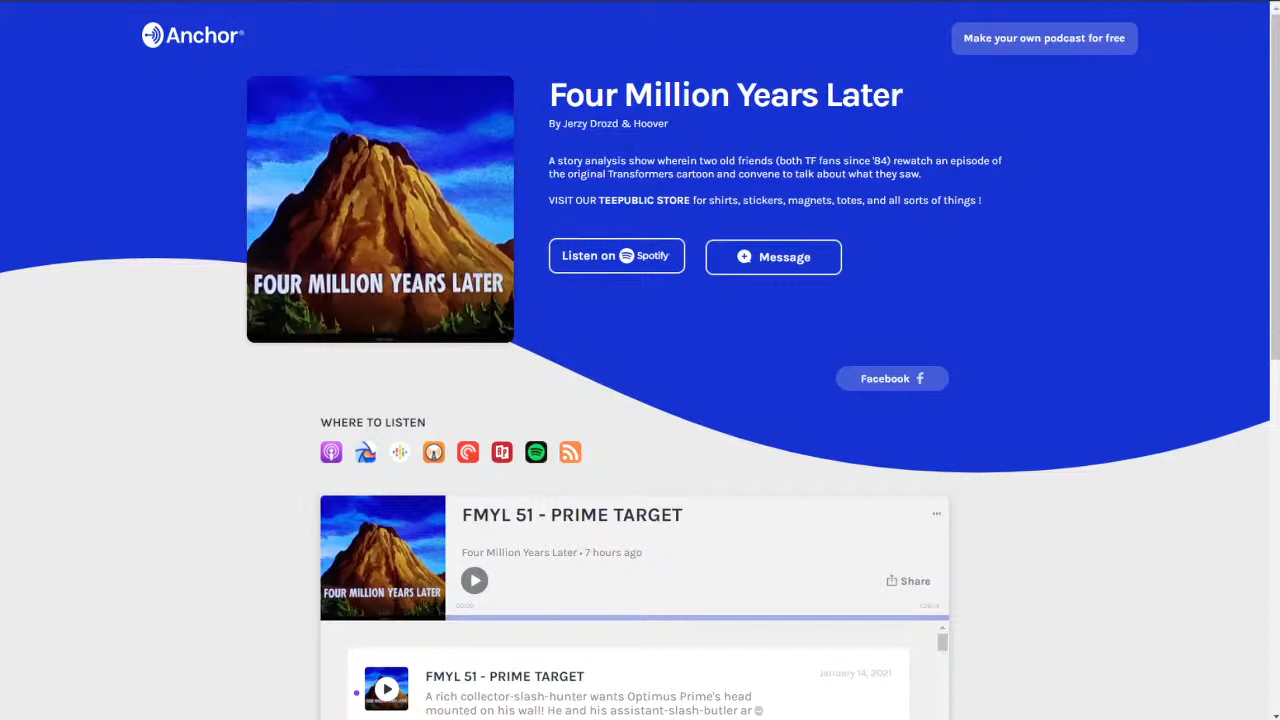 Anchor®
Make your own podcast for free
FOUR MILLION YEARS LATER
Four Million Years Later
By Jerzy Drozd & Hoover
A story analysis show wherein two old friends (both TF fans since '84) rewatch an episode of
the original Transformers cartoon and convene to talk about what they saw.
VISIT OUR TEEPUBLIC STORE for shirts, stickers, magnets, totes, and all sorts of things !
Listen on Spotify
Message
Facebook
WHERE TO LISTEN
FOUR MILLION YEARS LATER
FMYL 51 - PRIME TARGET
Four Million Years Later • 7 hours ago
Share
00:00
FMYL 51 - PRIME TARGET
January 14, 2021
A rich collector-slash-hunter wants Optimus Prime's head
mounted on his wall! He and his assistant-slash-butler ar